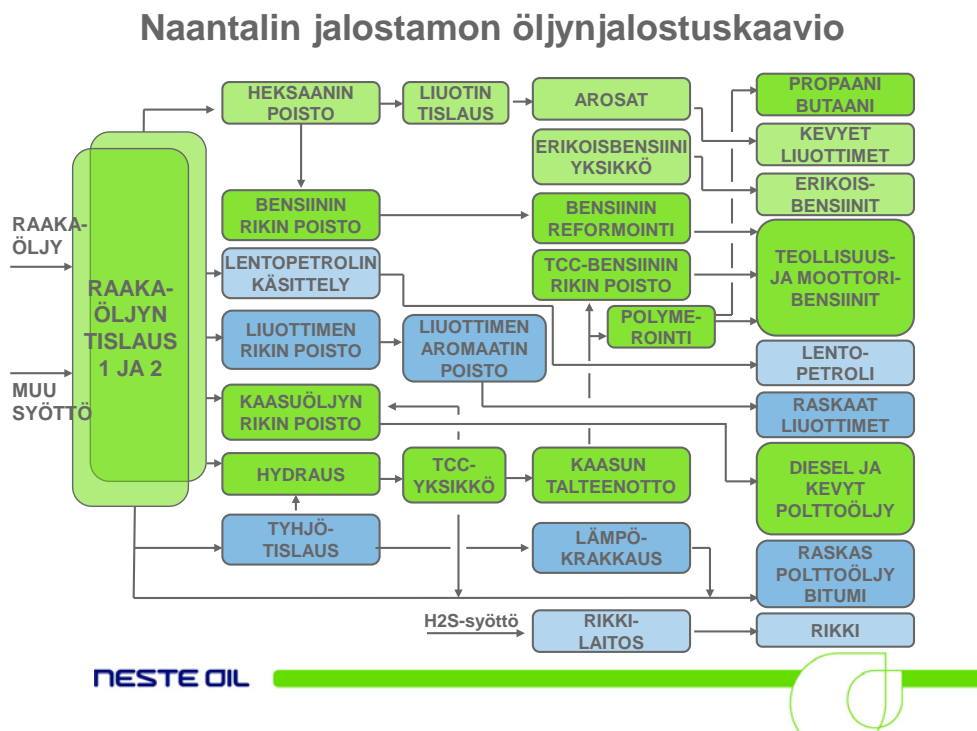 Naantalin jalostamon öljynjalostuskaavio
RAAKA-
ÖLJY
MUU
SYÖTTÖ
RAAKA-
ÖLJYN
TISLAUS
1 JA 2
HEKSAANIN
POISTO
LIUOTIN
TISLAUS
AROSAT
PROPAANI
BUTAANI
ERIKOISBENSIINI
YKSIKKÖ
KEVYET
LIUOTTIMET
ERIKOIS-
BENSIINIT
BENSIININ
RIKIN POISTO
BENSIININ
REFORMOINTI
TEOLLISUUS-
JA MOOTTORI-
BENSIINIT
LENTOPETROLIN
KÄSITTELY
TCC-BENSIININ
RIKIN POISTO
POLYME-
ROINTI
LIUOTTIMEN
RIKIN POISTO
LIUOTTIMEN
AROMAATIN
POISTO
LENTO-
PETROLI
KAASUÖLJYN
RIKIN POISTO
RASKAAT
LIUOTTIMET
HYDRAUS
TCC-
YKSIKKÖ
KAASUN
TALTEENOTTO
DIESEL JA
KEVYT
POLTTOÖLJY
TYHJÖ-
TISLAUS
LÄMPÖ-
KRAKKAUS
RASKAS
POLTTOÖLJY
BITUMI
H2S-syöttö
RIKKI-
LAITOS
RIKKI
NESTE OIL